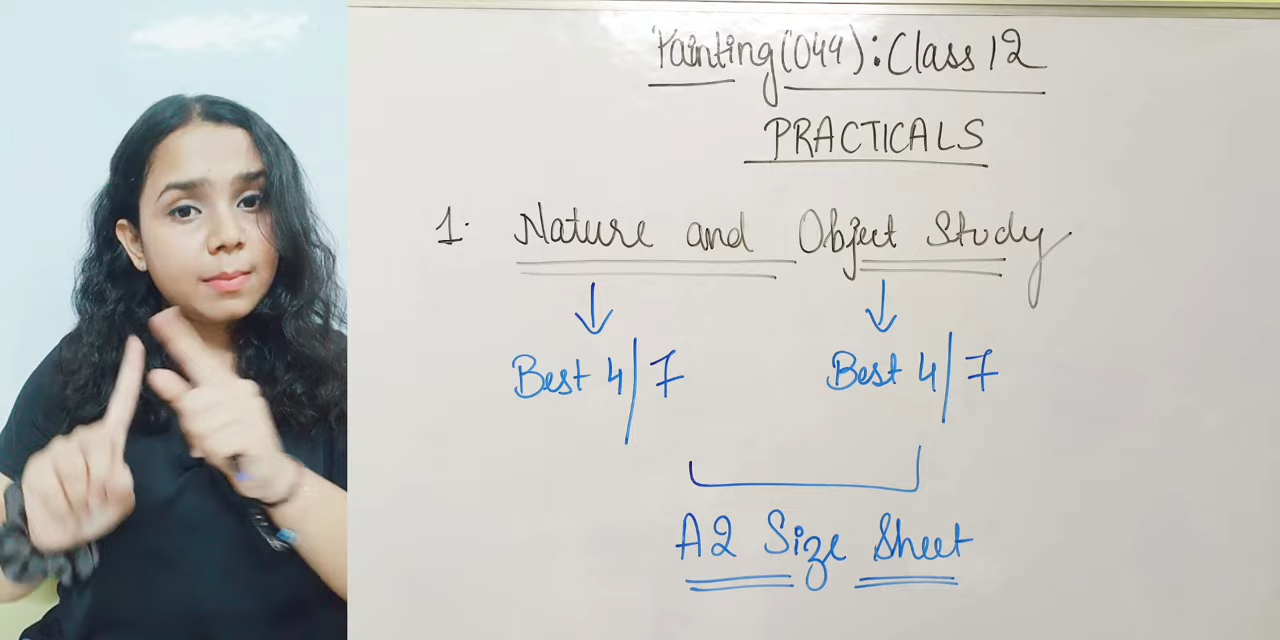 Painting(049):Class 12
PRACTICALS
1. Nature and Object Study
Best 4/7 Best 4/7
A2 Size Sheet